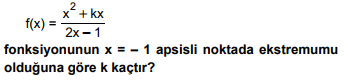 f(x) = (x² + kx) / (2x − 1)
fonksiyonunun x = − 1 apsisli noktada ekstremumu
olduğuna göre k kaçtır?